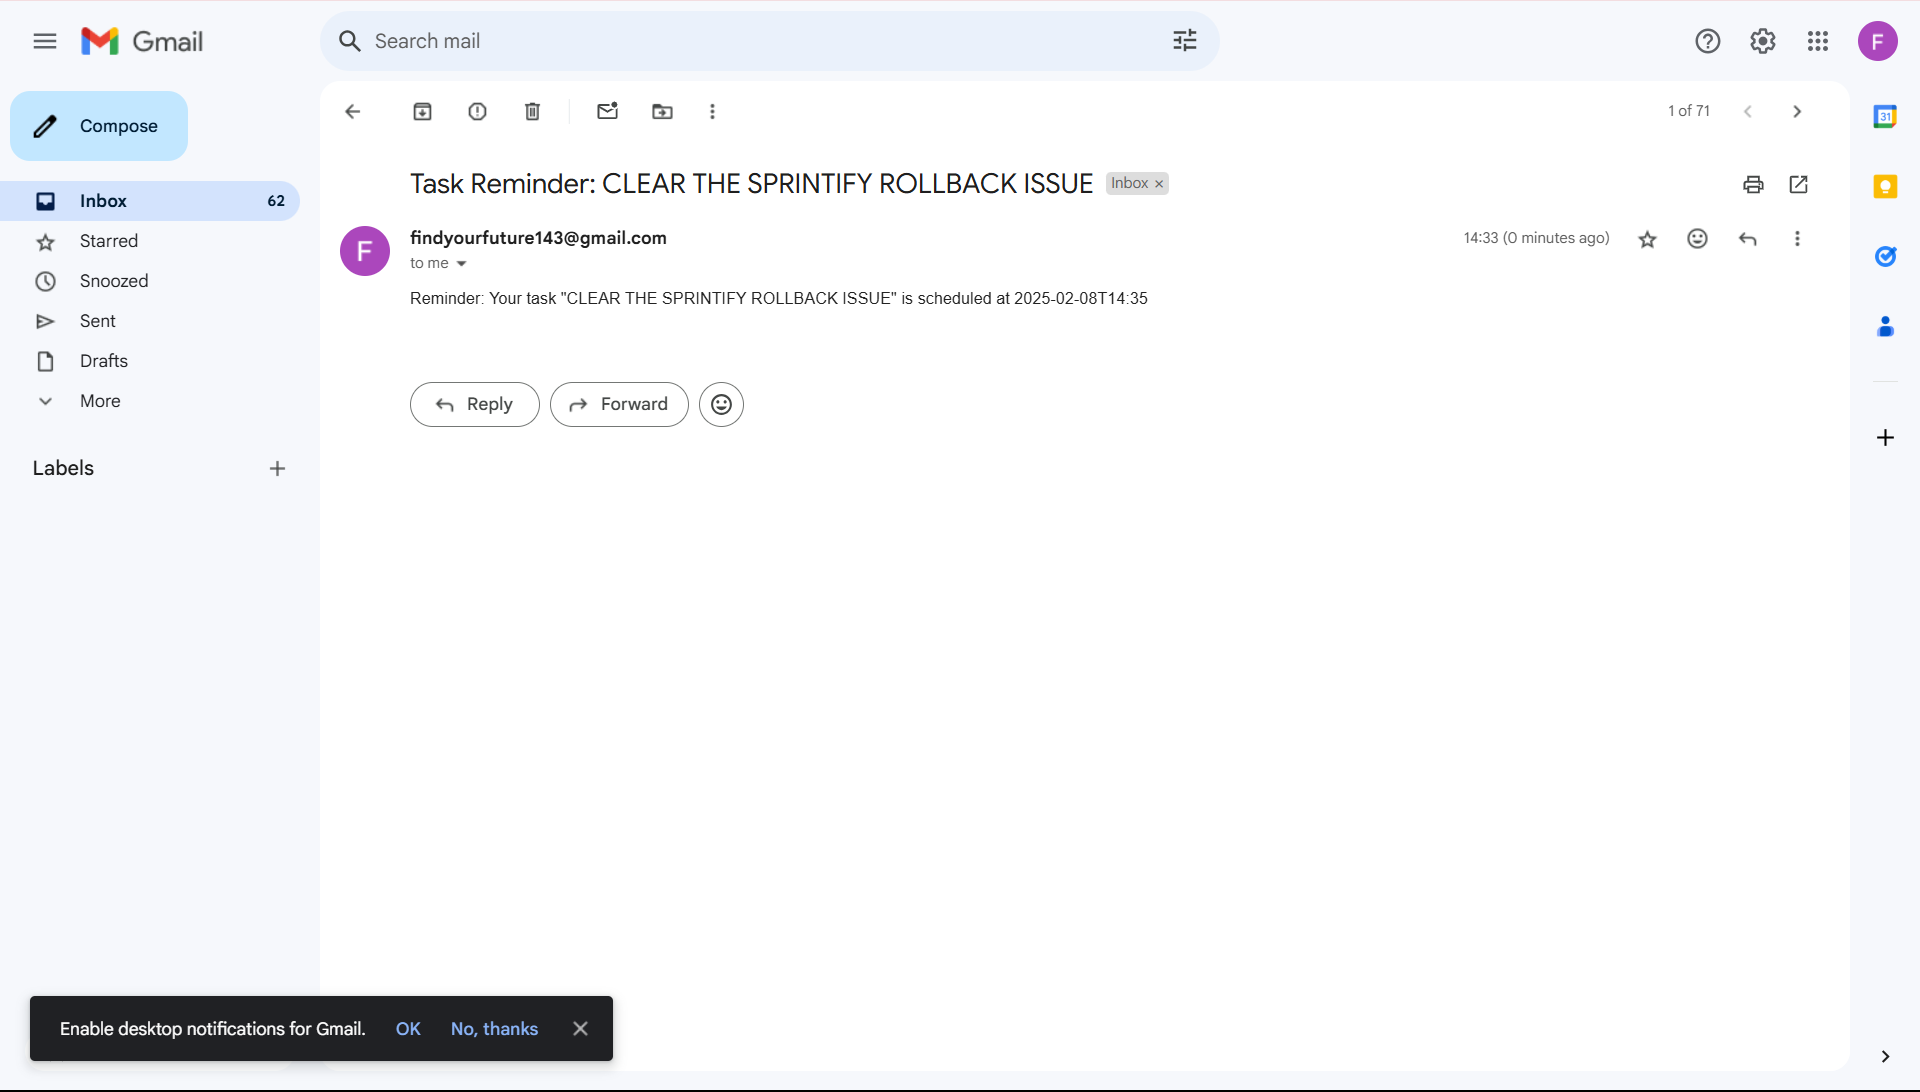 Gmail
Search mail
F
Compose
1 of 71
31
Inbox 62
Starred
Snoozed
Sent
Drafts
More
Labels
Task Reminder: CLEAR THE SPRINTIFY ROLLBACK ISSUE Inbox ×
F
findyourfuture143@gmail.com
14:33 (0 minutes ago)
to me
Reminder: Your task "CLEAR THE SPRINTIFY ROLLBACK ISSUE" is scheduled at 2025-02-08T14:35
Reply Forward
Enable desktop notifications for Gmail. OK No, thanks